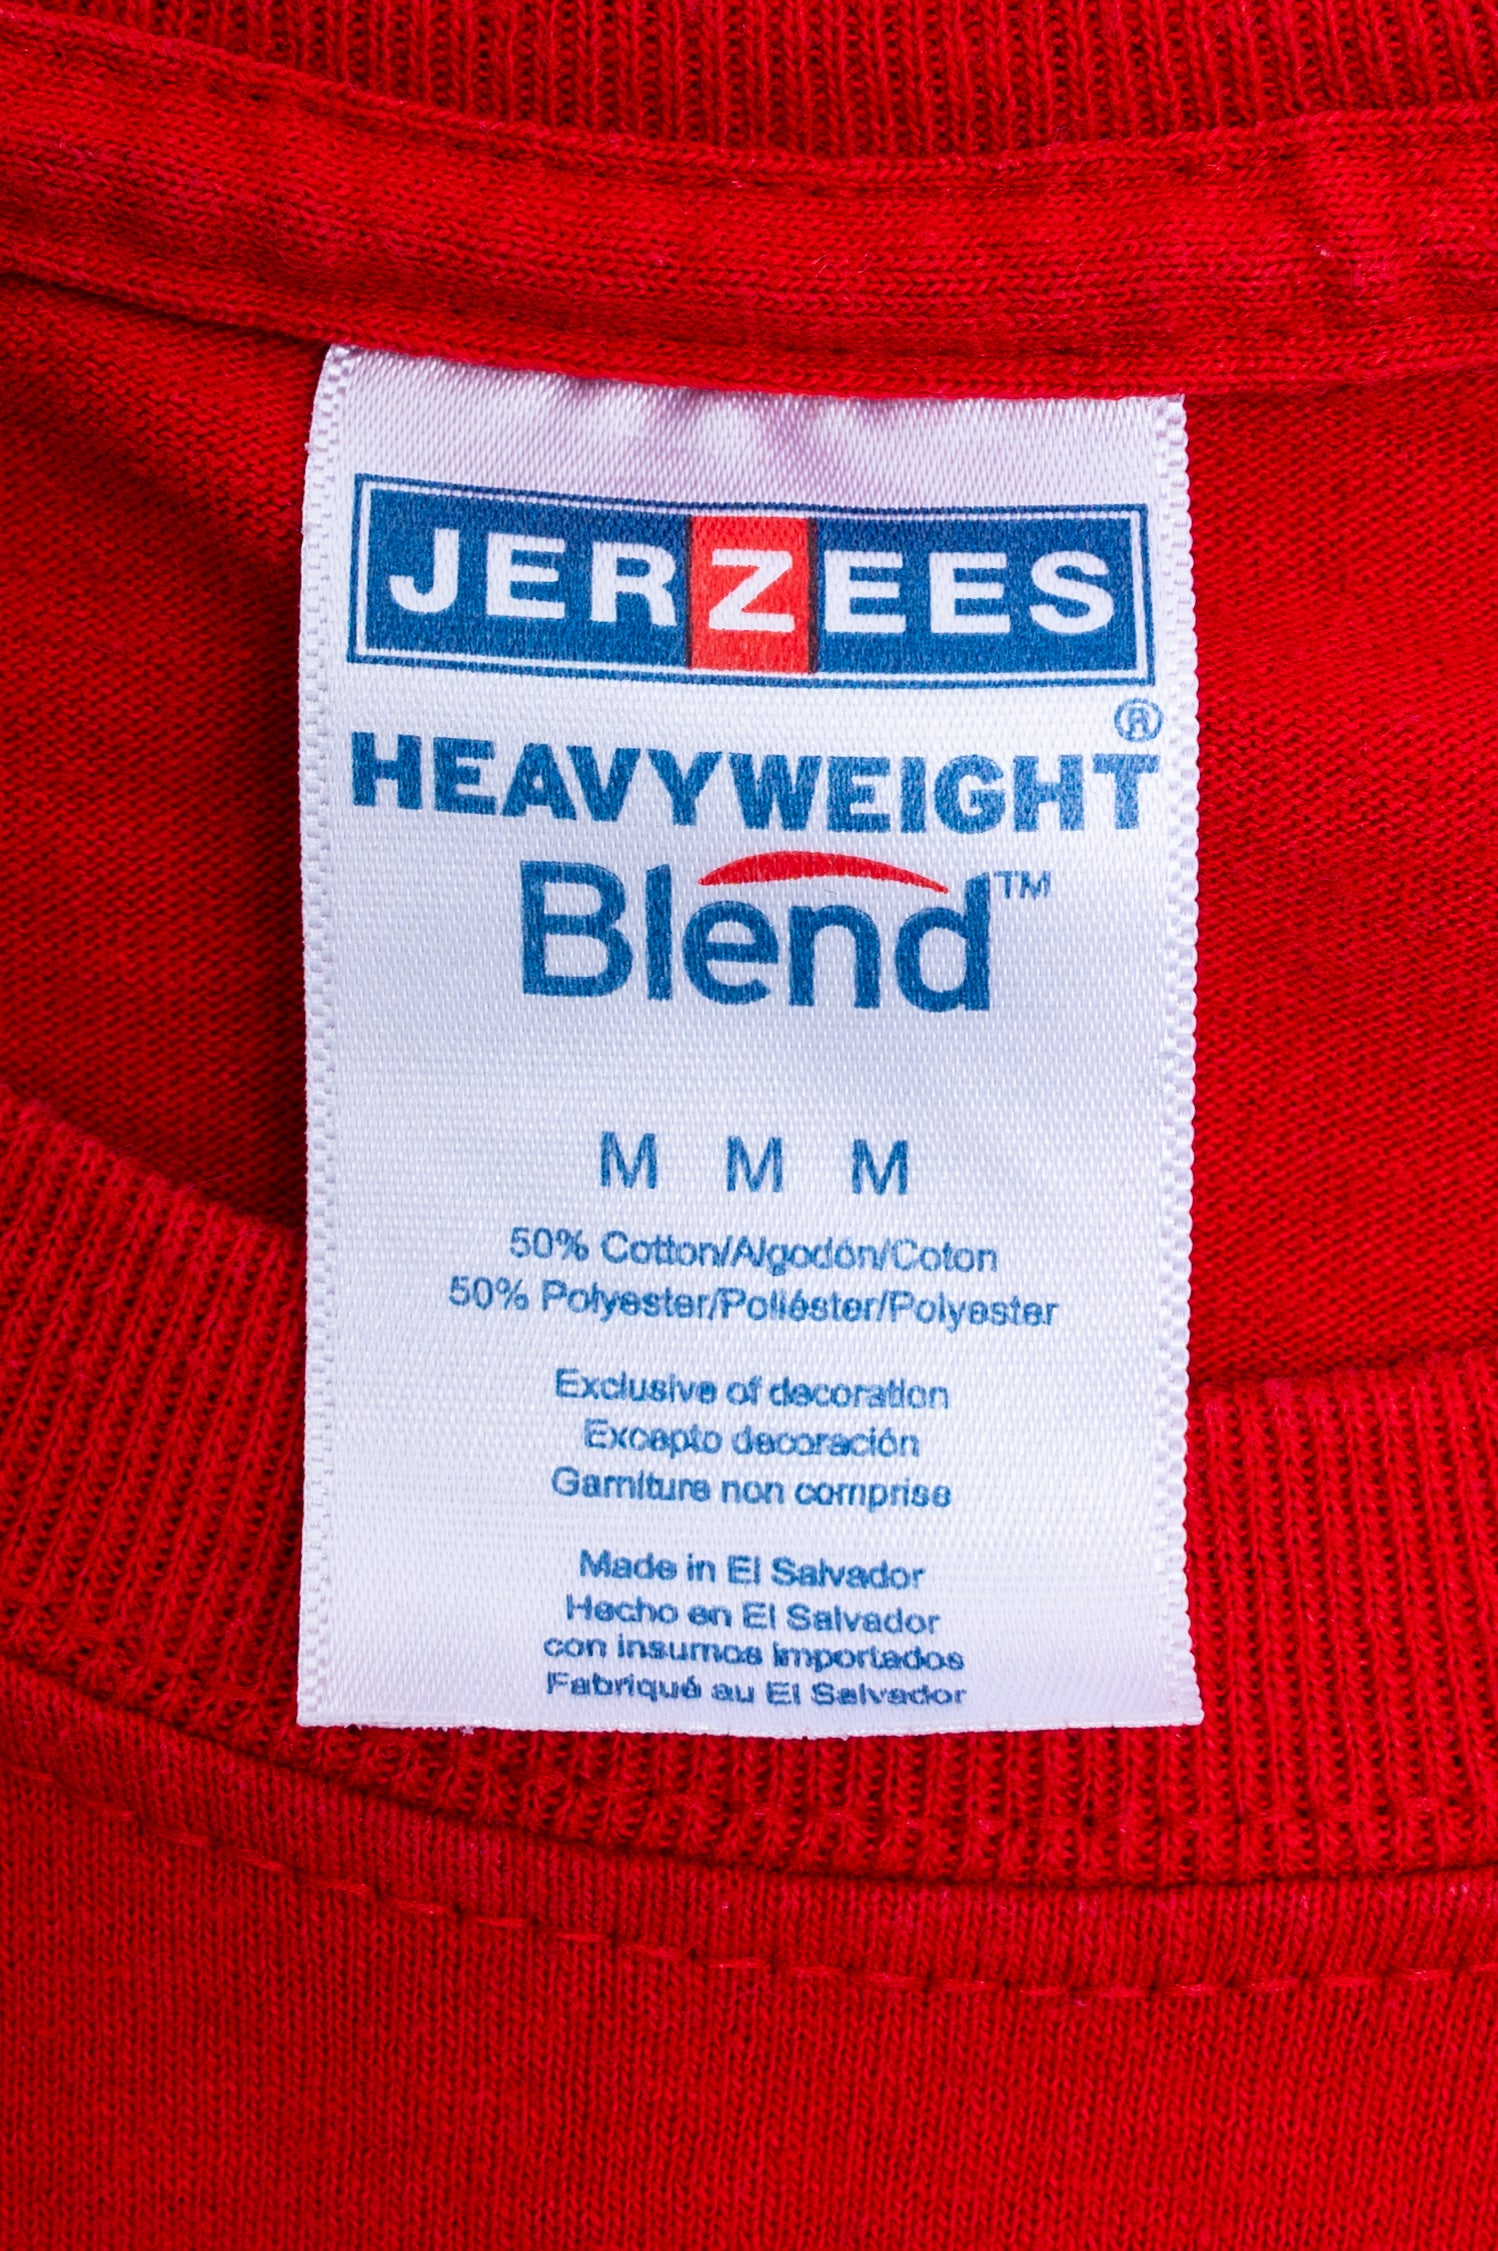 JERZEES
®
HEAVYWEIGHT
Blend™
M M M
50% Cotton/Algodón/Coton
50% Polyester/Poliéster/Polyester
Exclusive of decoration
Excepto decoración
Garniture non comprise
Made in El Salvador
Hecho en El Salvador
con insumos importados
Fabriqué au El Salvador